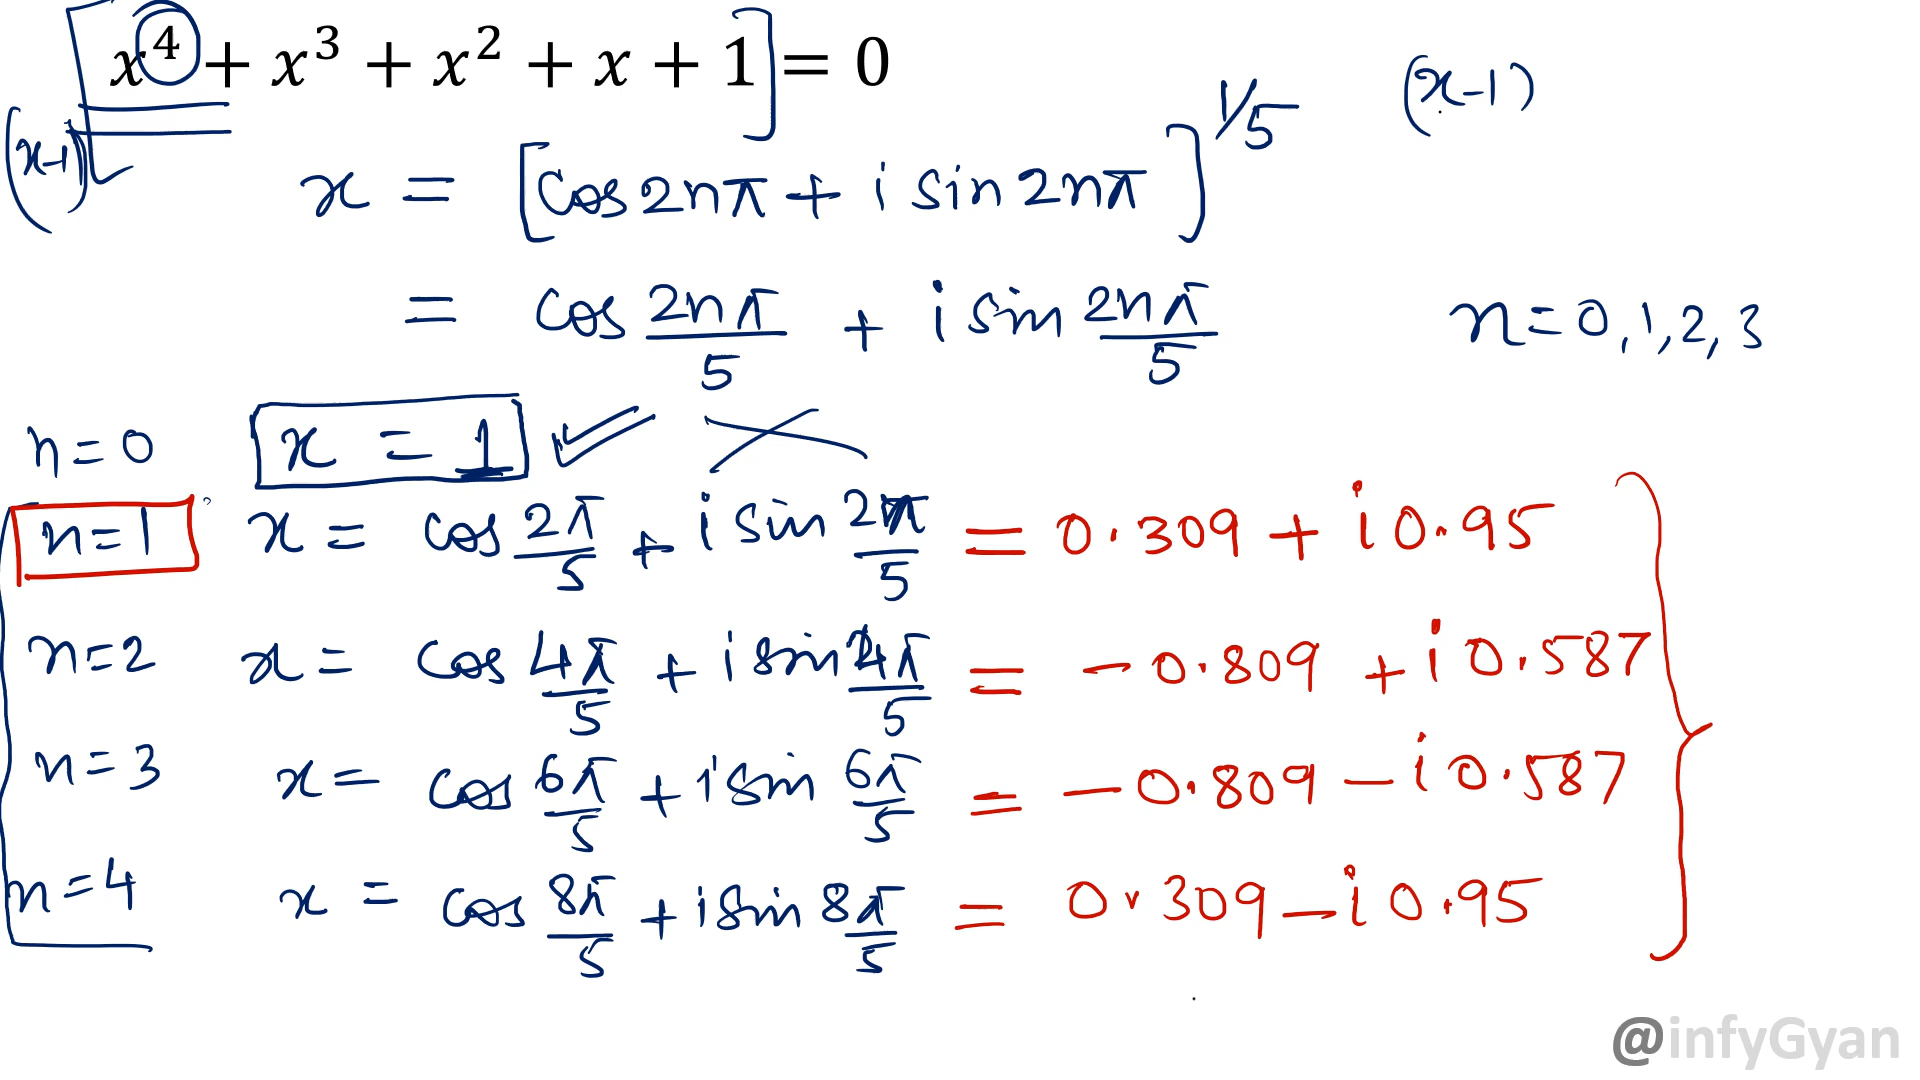 x⁴ + x³ + x² + x + 1 = 0
(x-1)
(x-1)
x = [cos 2nπ + i sin 2nπ]^1/5
= cos 2nπ/5 + i sin 2nπ/5 n = 0, 1, 2, 3
n = 0 x = 1
n = 1 x = cos 2π/5 + i sin 2π/5 = 0.309 + i 0.95
n = 2 x = cos 4π/5 + i sin 4π/5 = - 0.809 + i 0.587
n = 3 x = cos 6π/5 + i sin 6π/5 = - 0.809 - i 0.587
n = 4 x = cos 8π/5 + i sin 8π/5 = 0.309 - i 0.95
@infyGyan